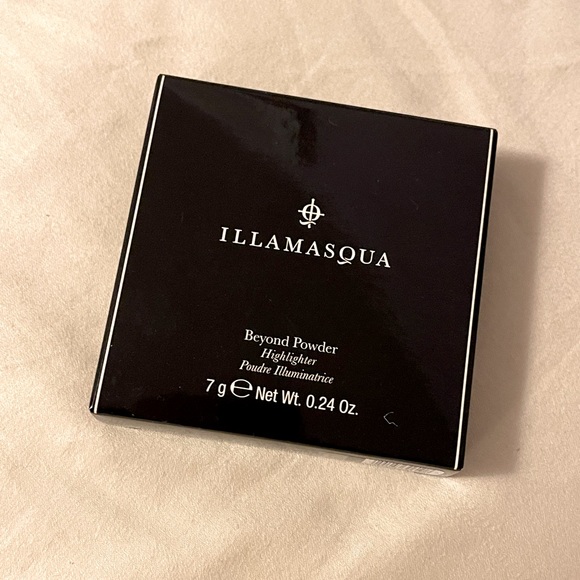 ILLAMASQUA
Beyond Powder
Highlighter
Poudre Illuminatrice
7 g ℮ Net Wt. 0.24 Oz.